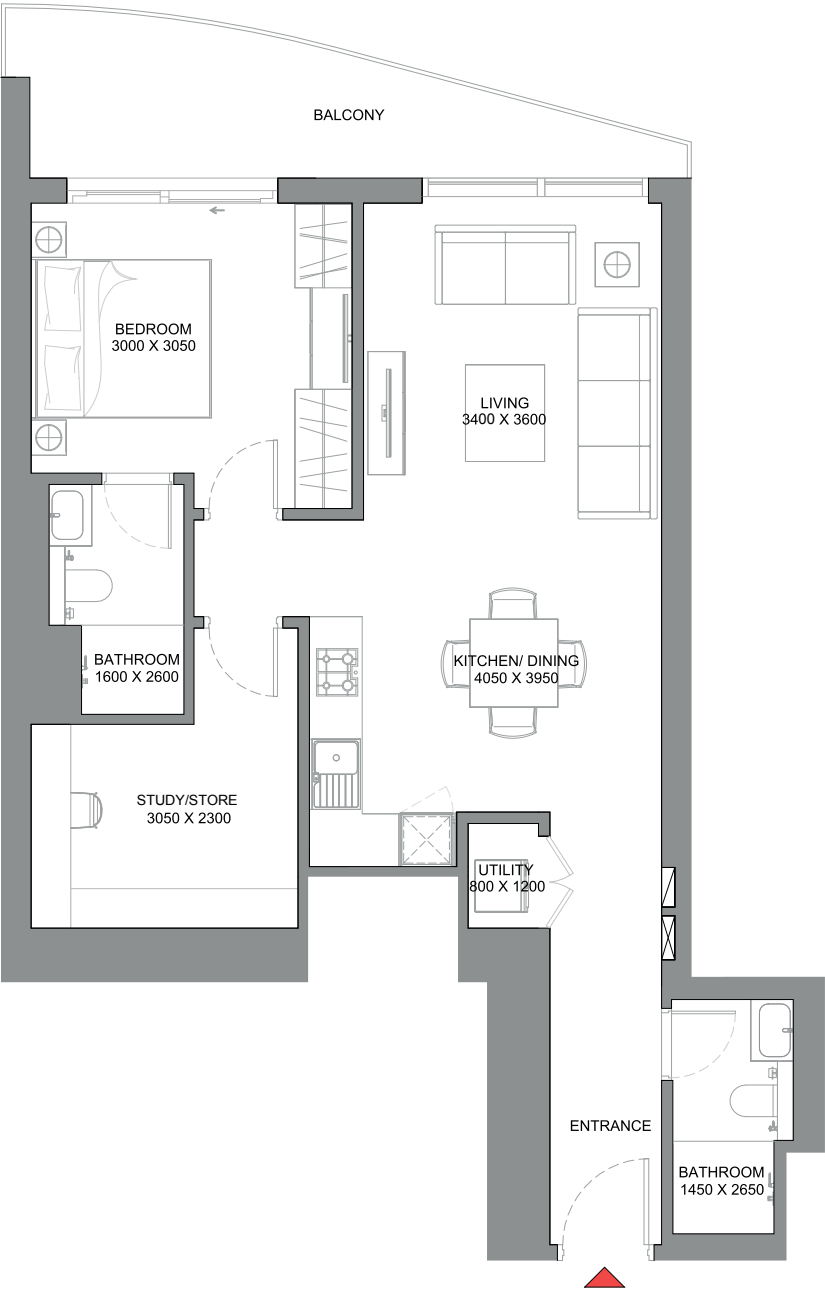 BALCONY
BEDROOM
3000 X 3050
LIVING
3400 X 3600
BATHROOM
1600 X 2600
KITCHEN/ DINING
4050 X 3950
STUDY/STORE
3050 X 2300
UTILITY
800 X 1200
ENTRANCE
BATHROOM
1450 X 2650